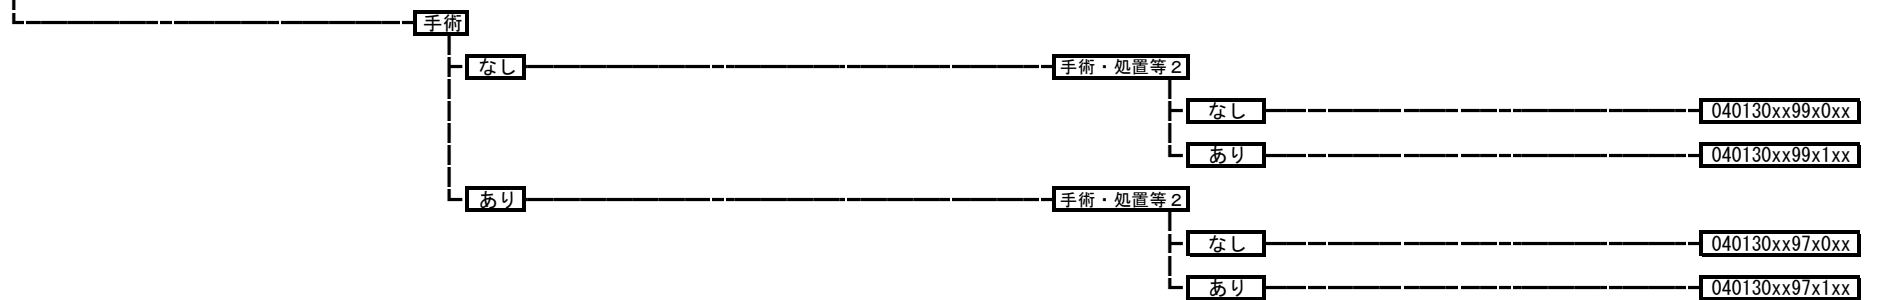 手術
なし 手術・処置等２
なし 040130xx99x0xx
あり 040130xx99x1xx
あり 手術・処置等２
なし 040130xx97x0xx
あり 040130xx97x1xx